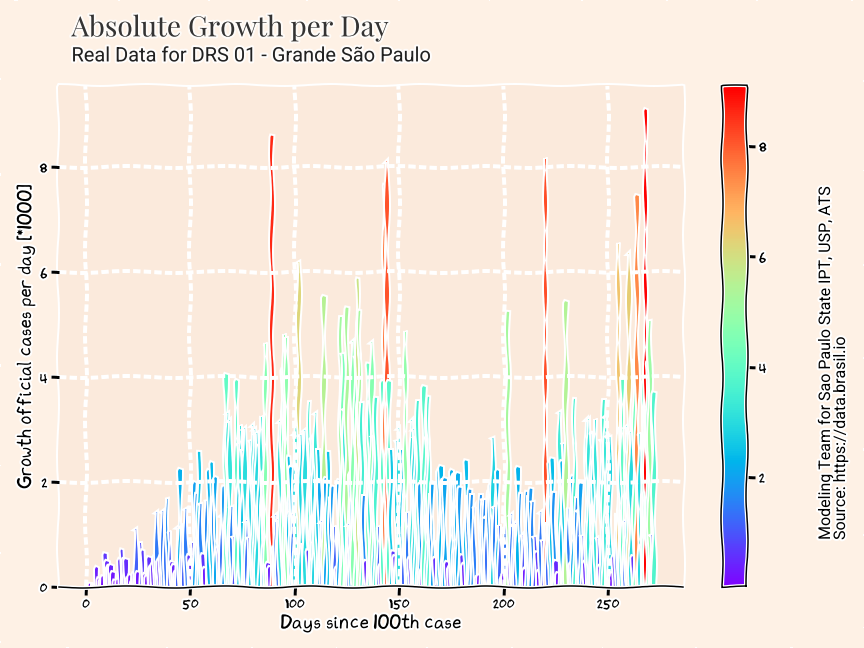 Absolute Growth per Day
Real Data for DRS 01 - Grande São Paulo
Growth official cases per day [*1000]
8
6
4
2
0
0 50 100 150 200 250
Days since 100th case
8
6
4
2
Modeling Team for Sao Paulo State IPT, USP, ATS
Source: https://data.brasil.io